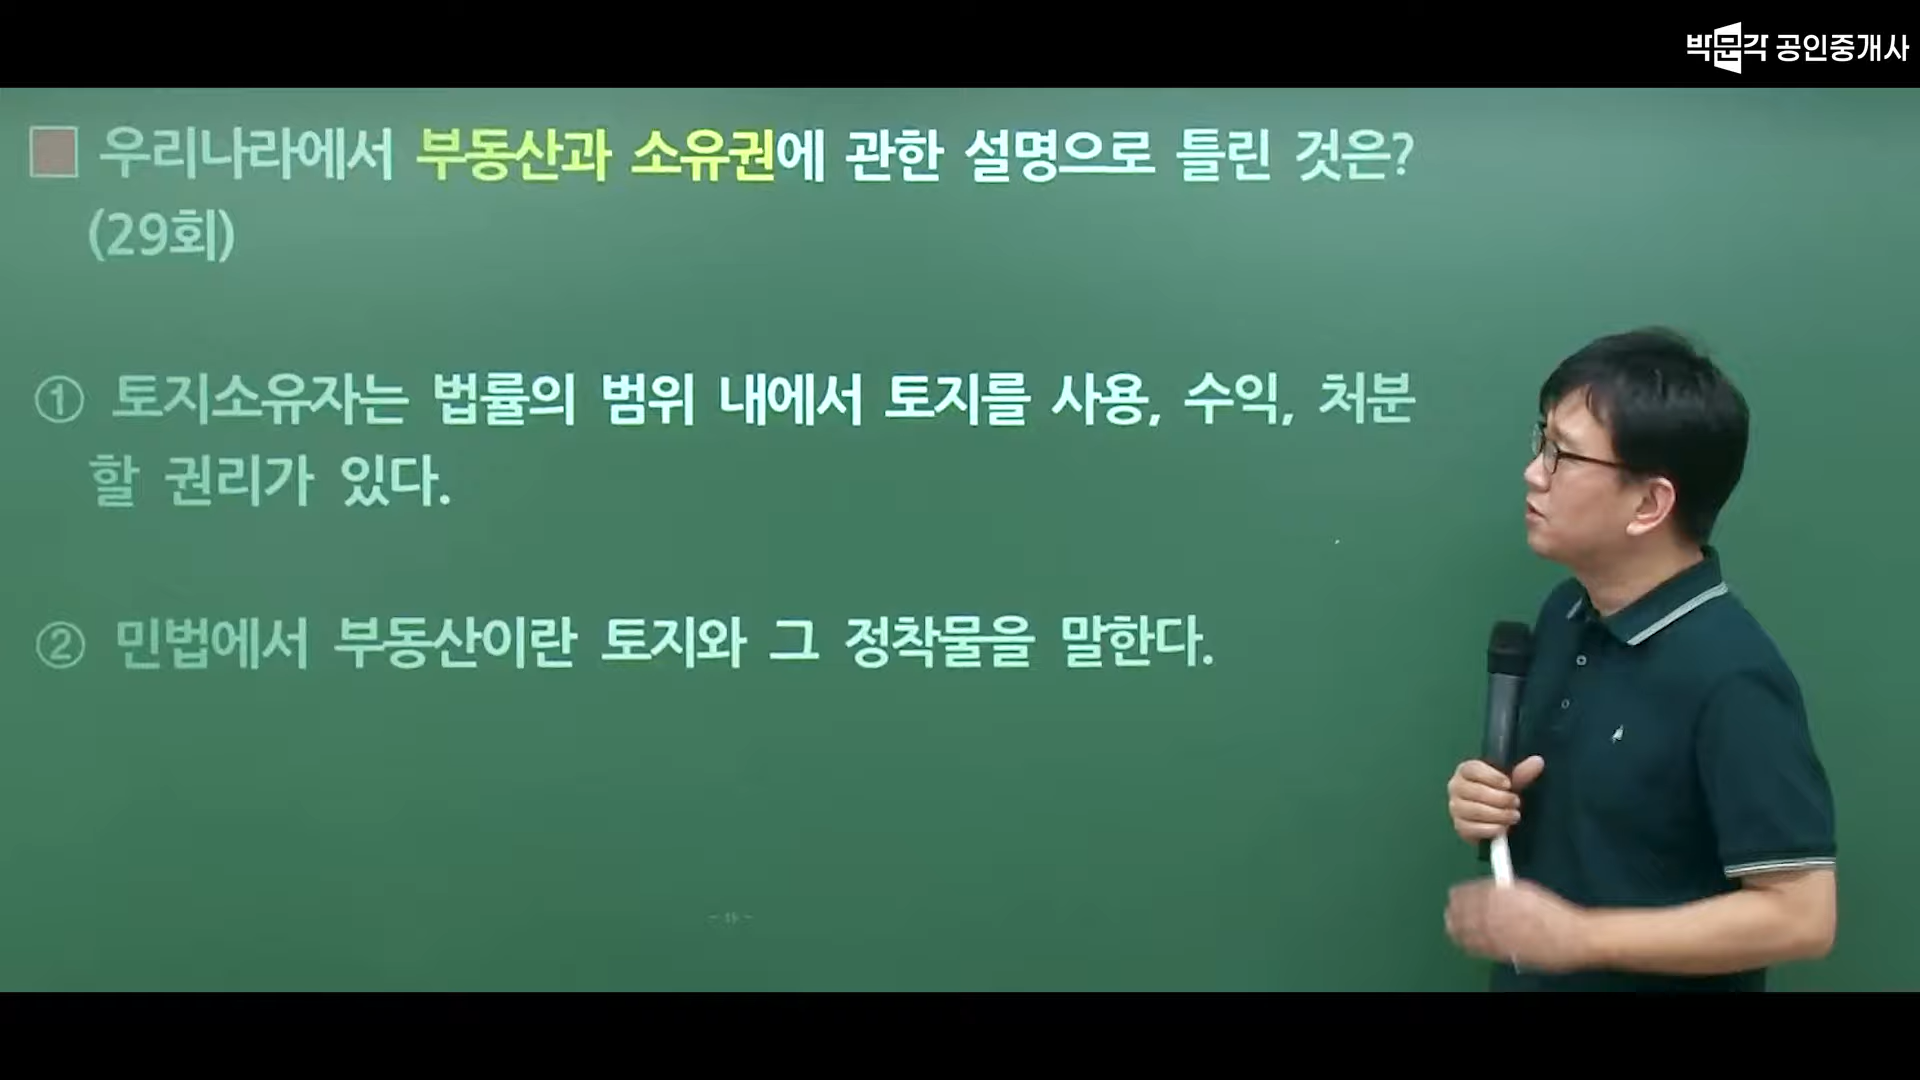 박문각 공인중개사
우리나라에서 부동산과 소유권에 관한 설명으로 틀린 것은?
(29회)
① 토지소유자는 법률의 범위 내에서 토지를 사용, 수익, 처분
할 권리가 있다.
② 민법에서 부동산이란 토지와 그 정착물을 말한다.